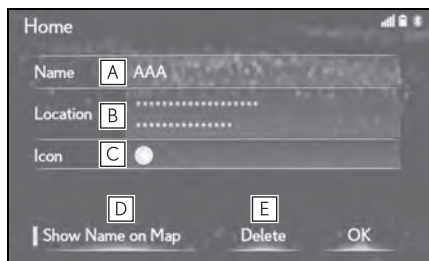 Home
Name A AAA
Location B ********************
****************
Icon C
D E
Show Name on Map Delete OK